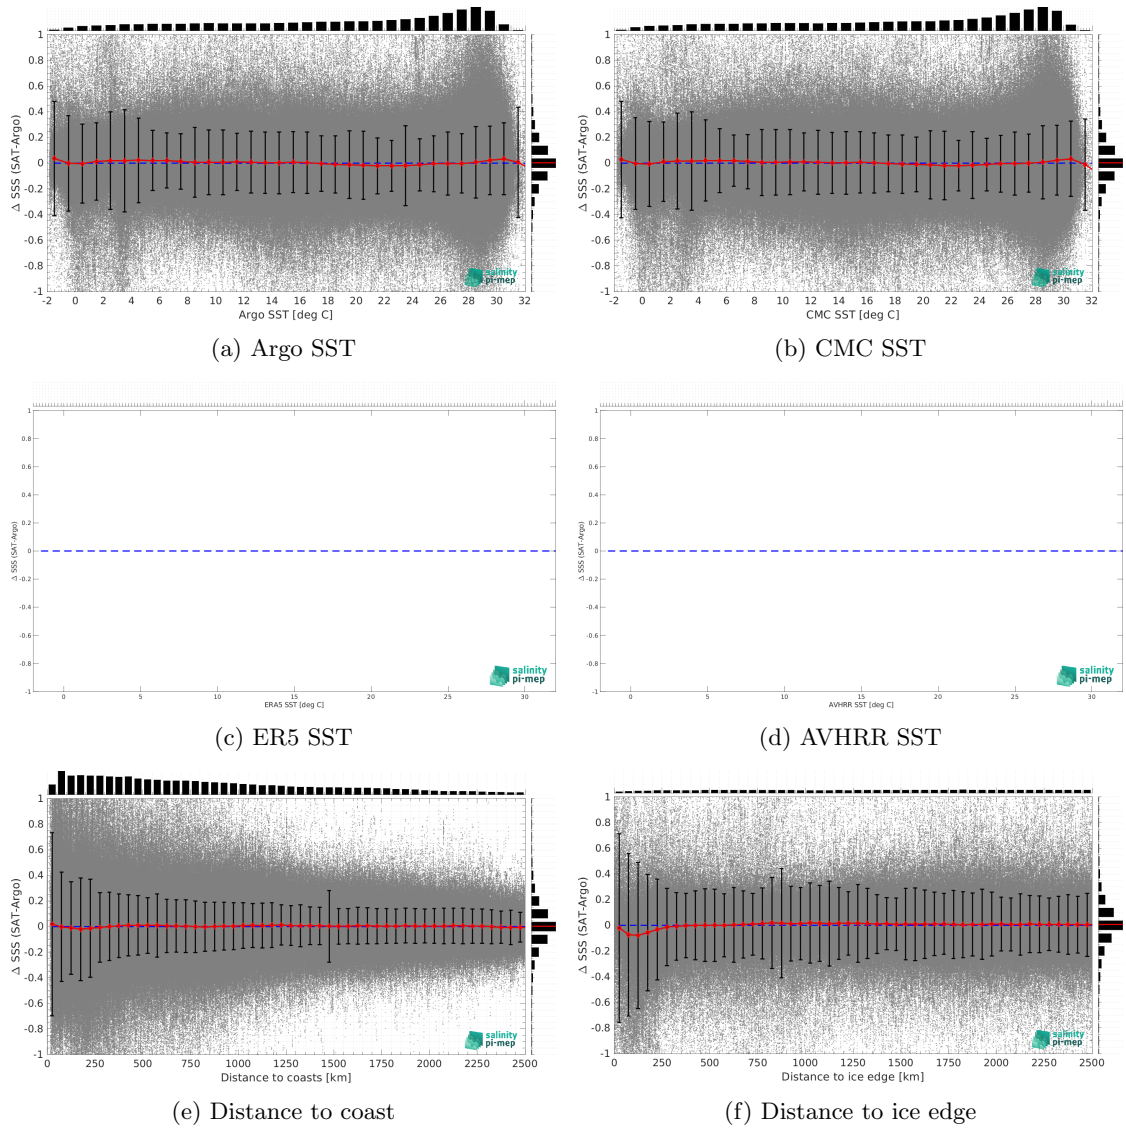 1
0.8
0.6
0.4
0.2
0
-0.2
-0.4
-0.6
-0.8
-1
Δ SSS (SAT-Argo)
salinity
pi-mep
-2 0 2 4 6 8 10 12 14 16 18 20 22 24 26 28 30 32
Argo SST [deg C]
(a) Argo SST
1
0.8
0.6
0.4
0.2
0
-0.2
-0.4
-0.6
-0.8
-1
Δ SSS (SAT-Argo)
salinity
pi-mep
-2 0 2 4 6 8 10 12 14 16 18 20 22 24 26 28 30 32
CMC SST [deg C]
(b) CMC SST
1
0.8
0.6
0.4
0.2
0
-0.2
-0.4
-0.6
-0.8
-1
Δ SSS (SAT-Argo)
salinity
pi-mep
0 5 10 15 20 25 30
ERA5 SST [deg C]
(c) ER5 SST
1
0.8
0.6
0.4
0.2
0
-0.2
-0.4
-0.6
-0.8
-1
Δ SSS (SAT-Argo)
salinity
pi-mep
0 5 10 15 20 25 30
AVHRR SST [deg C]
(d) AVHRR SST
1
0.8
0.6
0.4
0.2
0
-0.2
-0.4
-0.6
-0.8
-1
Δ SSS (SAT-Argo)
salinity
pi-mep
0 250 500 750 1000 1250 1500 1750 2000 2250 2500
Distance to coasts [km]
(e) Distance to coast
1
0.8
0.6
0.4
0.2
0
-0.2
-0.4
-0.6
-0.8
-1
Δ SSS (SAT-Argo)
salinity
pi-mep
0 250 500 750 1000 1250 1500 1750 2000 2250 2500
Distance to ice edge [km]
(f) Distance to ice edge